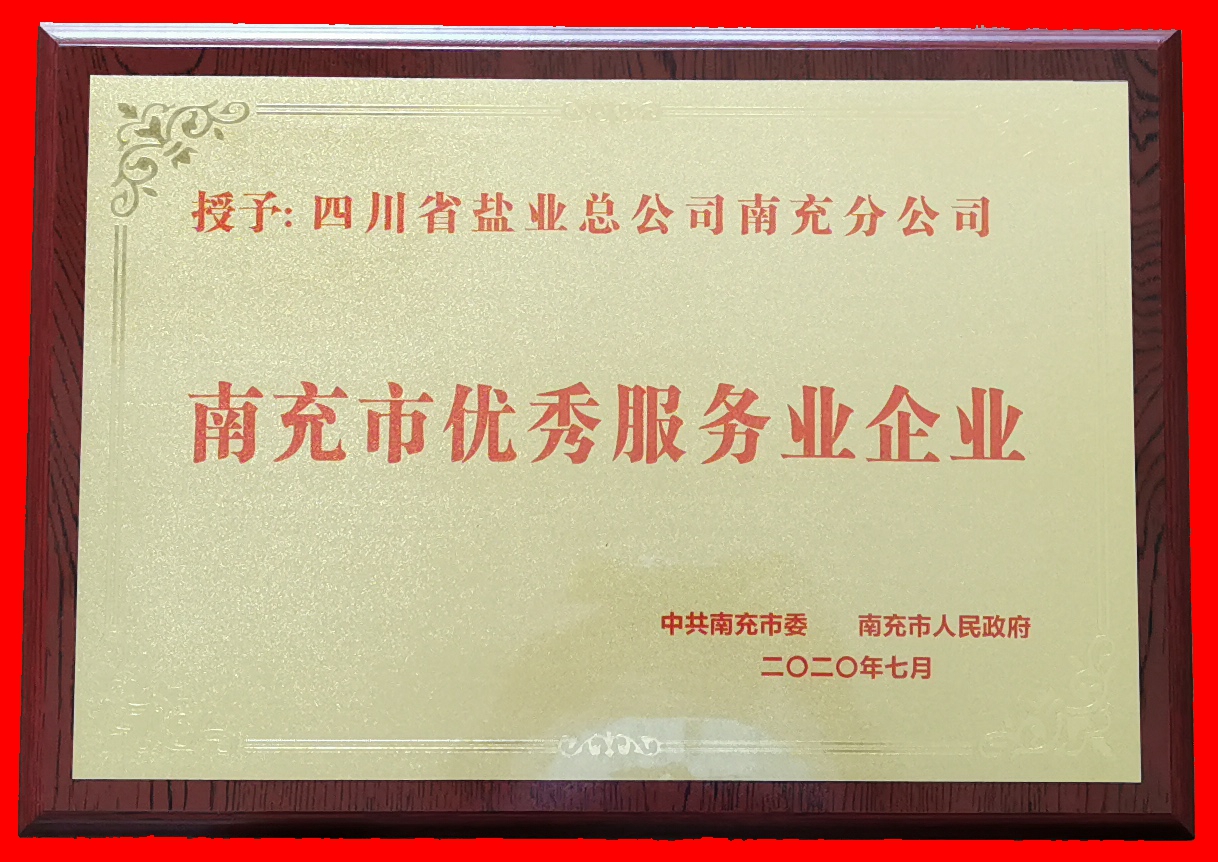 授予:四川省盐业总公司南充分公司
南充市优秀服务业企业
中共南充市委 南充市人民政府
二〇二〇年七月